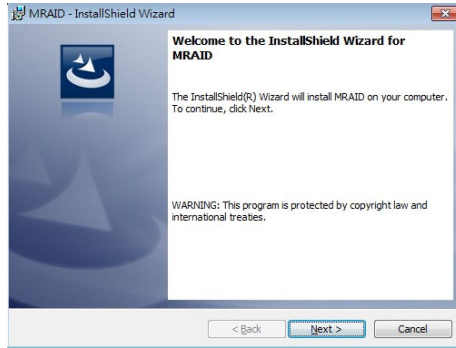 MRAID - InstallShield Wizard
Welcome to the InstallShield Wizard for
MRAID
The InstallShield(R) Wizard will install MRAID on your computer.
To continue, click Next.
WARNING: This program is protected by copyright law and
international treaties.
< Back
Next >
Cancel